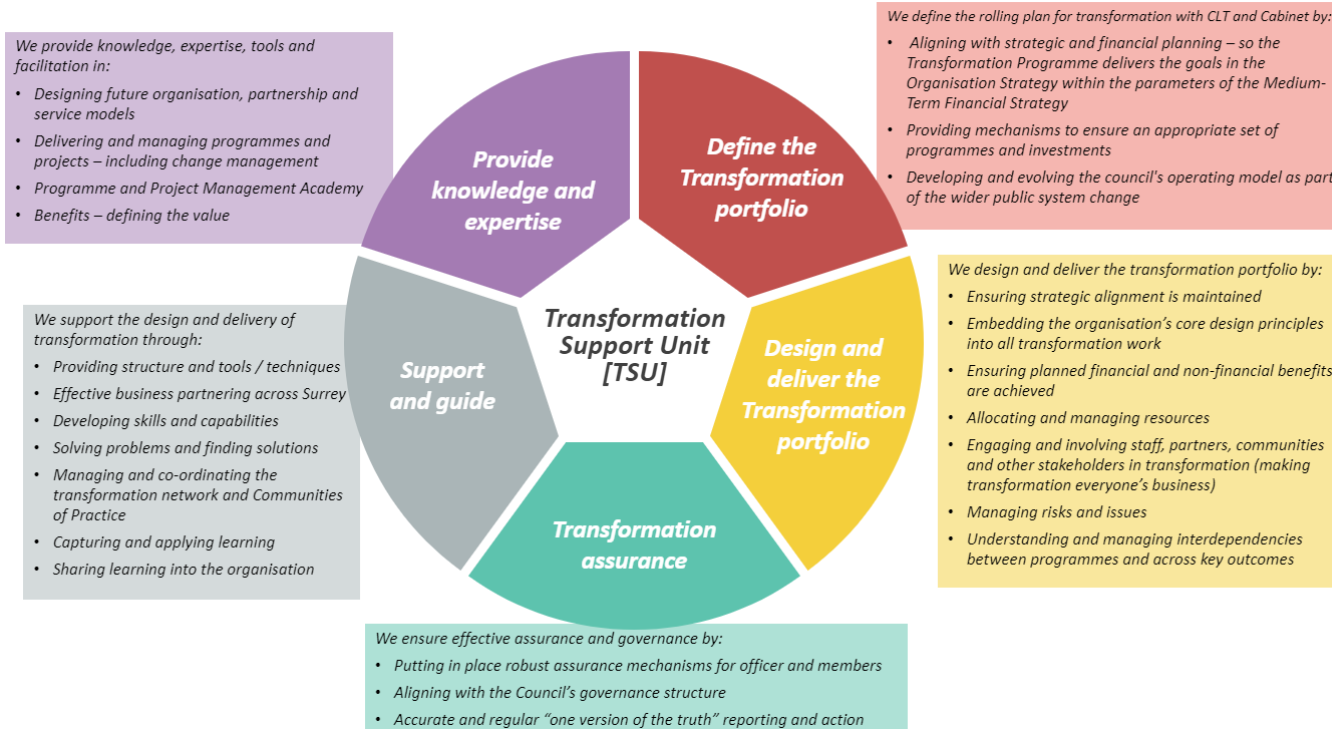 We provide knowledge, expertise, tools and
facilitation in:
• Designing future organisation, partnership and
service models
• Delivering and managing programmes and
projects – including change management
• Programme and Project Management Academy
• Benefits – defining the value
We define the rolling plan for transformation with CLT and Cabinet by:
• Aligning with strategic and financial planning – so the
Transformation Programme delivers the goals in the
Organisation Strategy within the parameters of the Medium-
Term Financial Strategy
• Providing mechanisms to ensure an appropriate set of
programmes and investments
• Developing and evolving the council's operating model as part
of the wider public system change
Provide
knowledge and
expertise
Define the
Transformation
portfolio
Transformation
Support Unit
[TSU]
Support
and guide
Design and
deliver the
Transformation
portfolio
Transformation
assurance
We support the design and delivery of
transformation through:
• Providing structure and tools / techniques
• Effective business partnering across Surrey
• Developing skills and capabilities
• Solving problems and finding solutions
• Managing and co-ordinating the
transformation network and Communities
of Practice
• Capturing and applying learning
• Sharing learning into the organisation
We design and deliver the transformation portfolio by:
• Ensuring strategic alignment is maintained
• Embedding the organisation's core design principles
into all transformation work
• Ensuring planned financial and non-financial benefits
are achieved
• Allocating and managing resources
• Engaging and involving staff, partners, communities
and other stakeholders in transformation (making
transformation everyone's business)
• Managing risks and issues
• Understanding and managing interdependencies
between programmes and across key outcomes
We ensure effective assurance and governance by:
• Putting in place robust assurance mechanisms for officer and members
• Aligning with the Council's governance structure
• Accurate and regular "one version of the truth" reporting and action